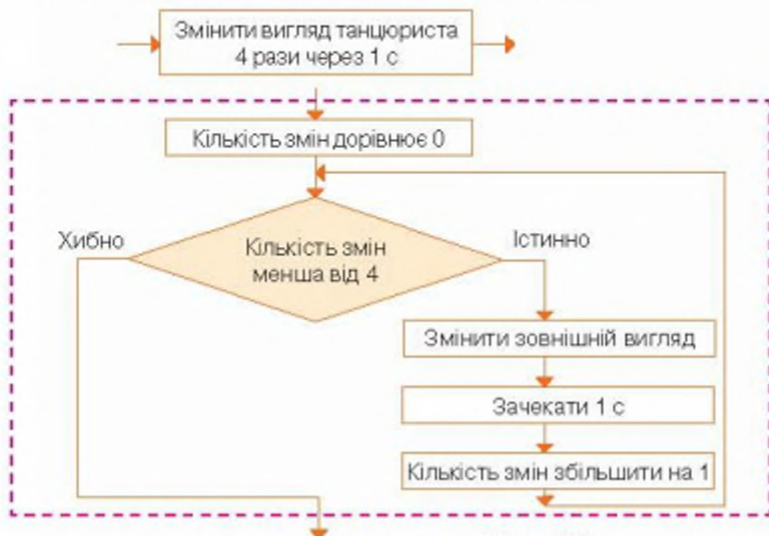 Змінити вигляд танцюриста
4 рази через 1 с
Кількість змін дорівнює 0
Хибно
Істинно
Кількість змін
менша від 4
Змінити зовнішній вигляд
Зачекати 1 с
Кількість змін збільшити на 1